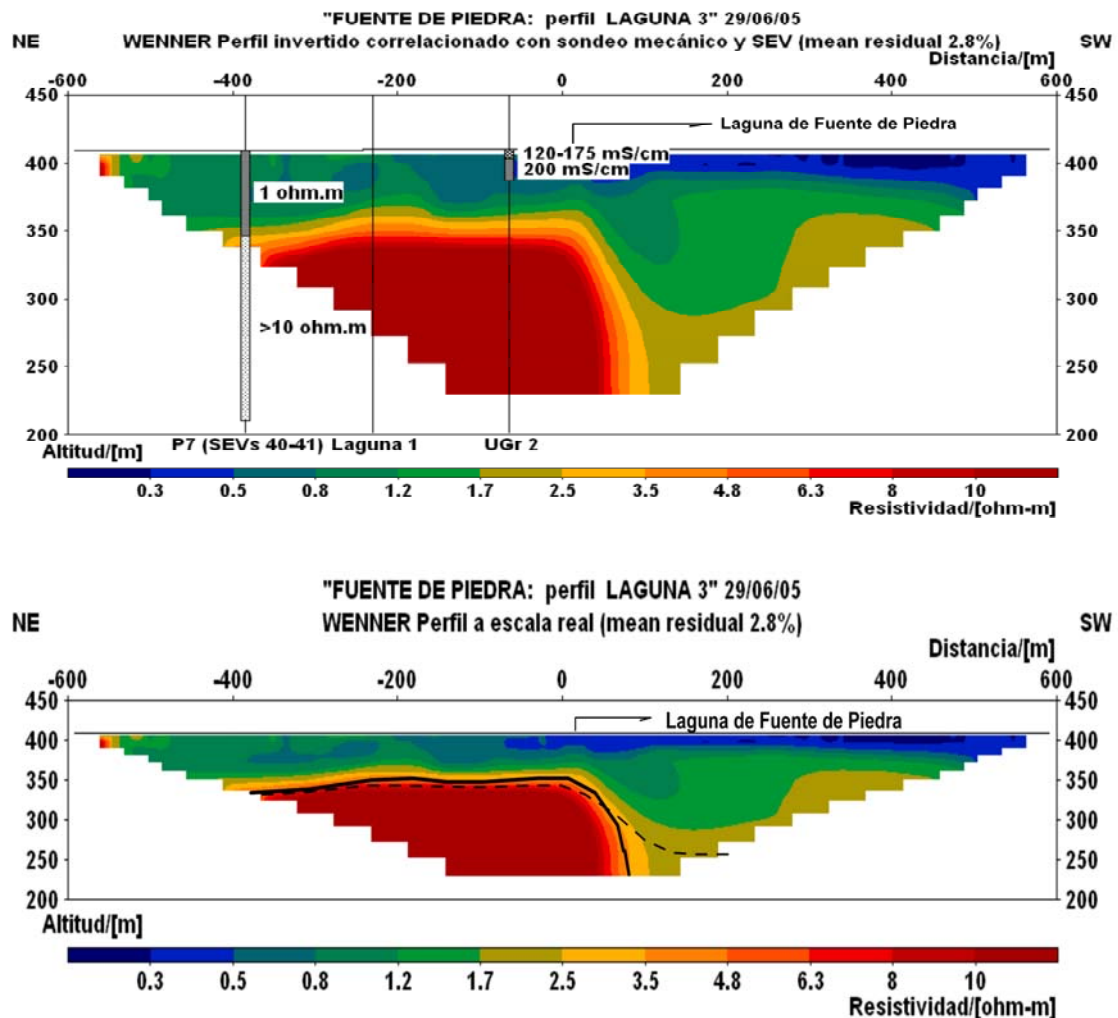 "FUENTE DE PIEDRA: perfil LAGUNA 3" 29/06/05
NE WENNER Perfil invertido correlacionado con sondeo mecánico y SEV (mean residual 2.8%) SW
Distancia/[m]
-600 -400 -200 0 200 400 600
450 450
Laguna de Fuente de Piedra
400 120-175 mS/cm 400
200 mS/cm
1 ohm.m
350 350
300 300
>10 ohm.m
250 250
200 200
P7 (SEVs 40-41) Laguna 1 UGr 2
Altitud/[m]
0.3 0.5 0.8 1.2 1.7 2.5 3.5 4.8 6.3 8 10
Resistividad/[ohm-m]
"FUENTE DE PIEDRA: perfil LAGUNA 3" 29/06/05
NE WENNER Perfil a escala real (mean residual 2.8%) SW
Distancia/[m]
-600 -400 -200 0 200 400 600
450 450
Laguna de Fuente de Piedra
400 400
350 350
300 300
250 250
200 200
Altitud/[m]
0.3 0.5 0.8 1.2 1.7 2.5 3.5 4.8 6.3 8 10
Resistividad/[ohm-m]